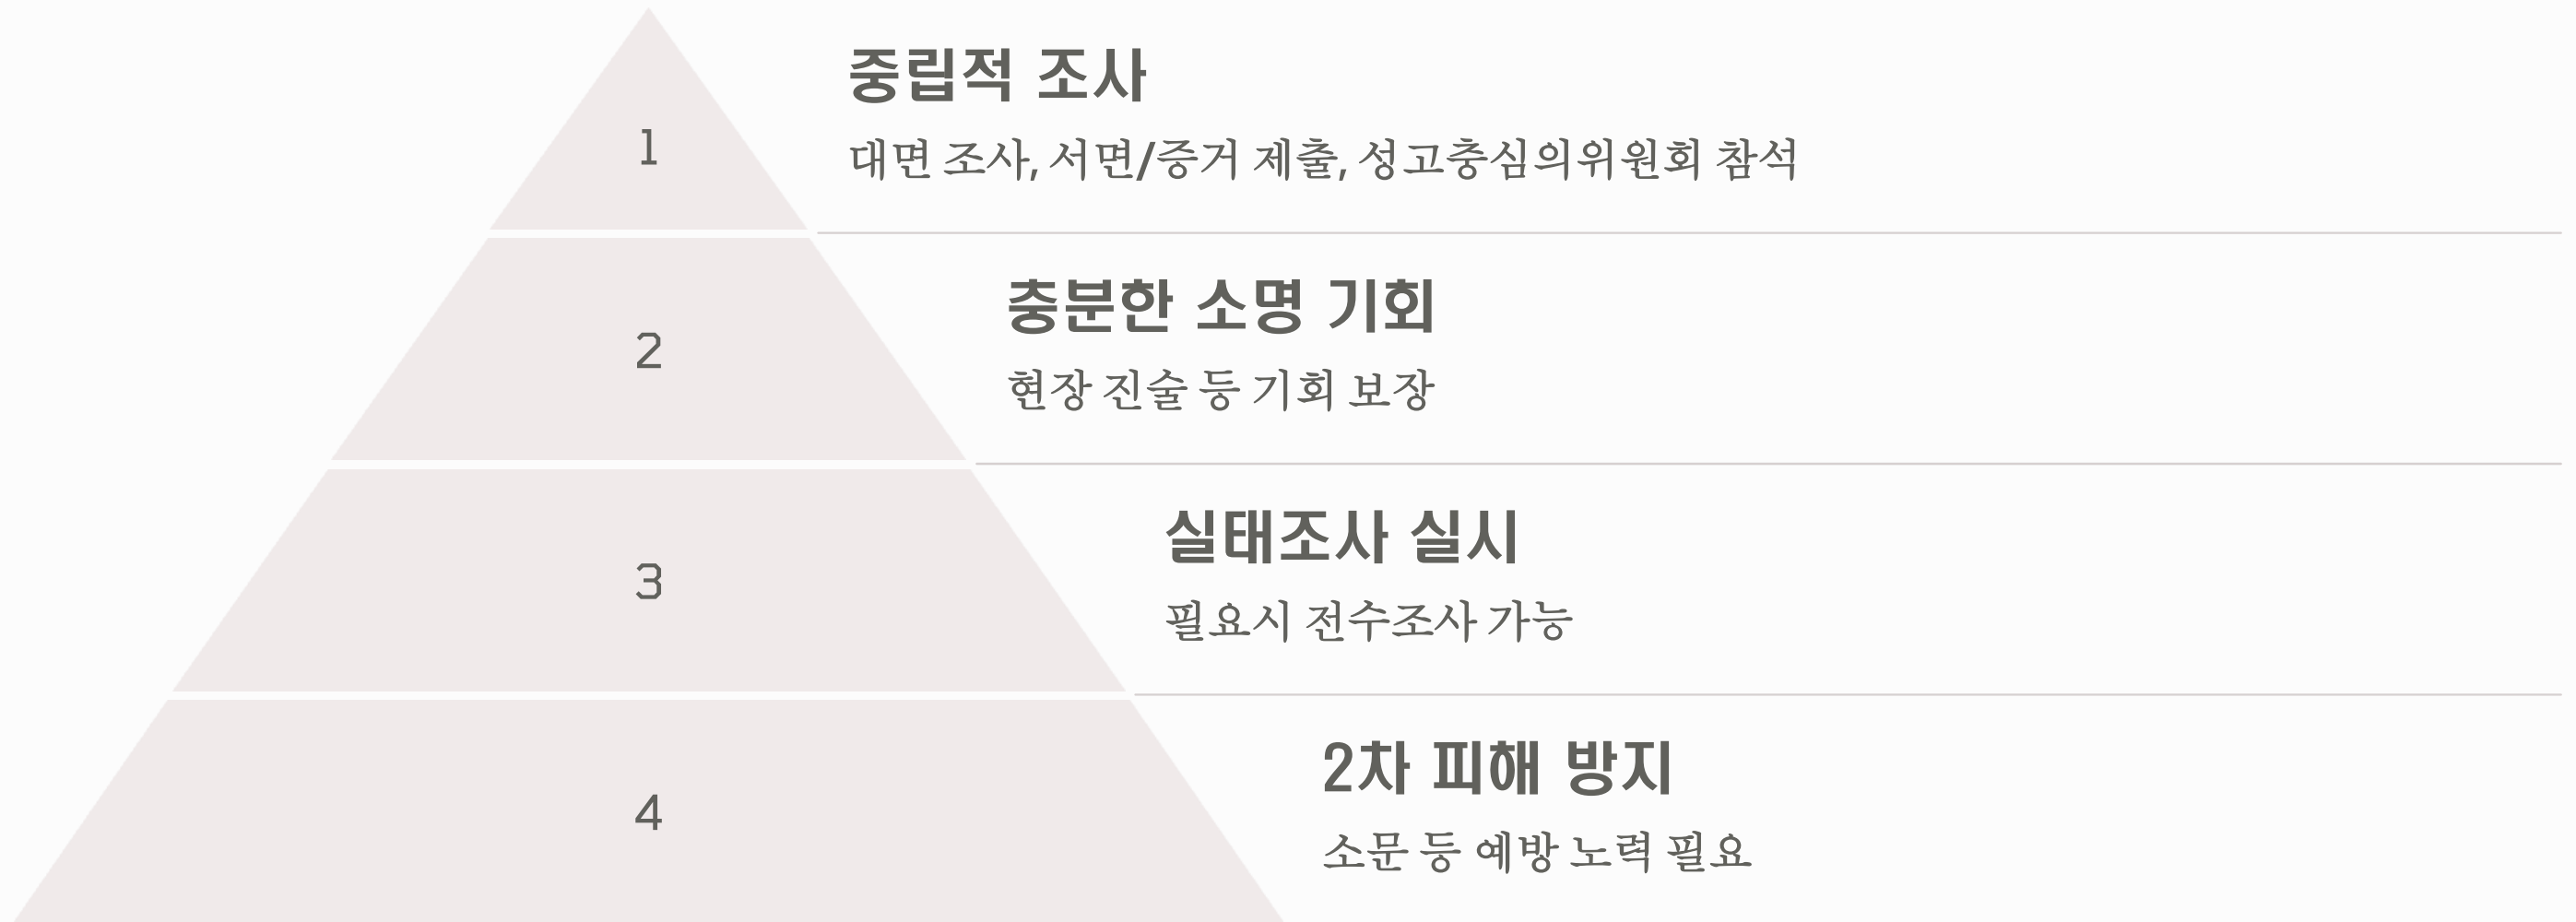 1
중립적 조사
대면 조사, 서면/증거 제출, 성고충심의위원회 참석
2
충분한 소명 기회
현장 진술 등 기회 보장
3
실태조사 실시
필요시 전수조사 가능
4
2차 피해 방지
소문 등 예방 노력 필요